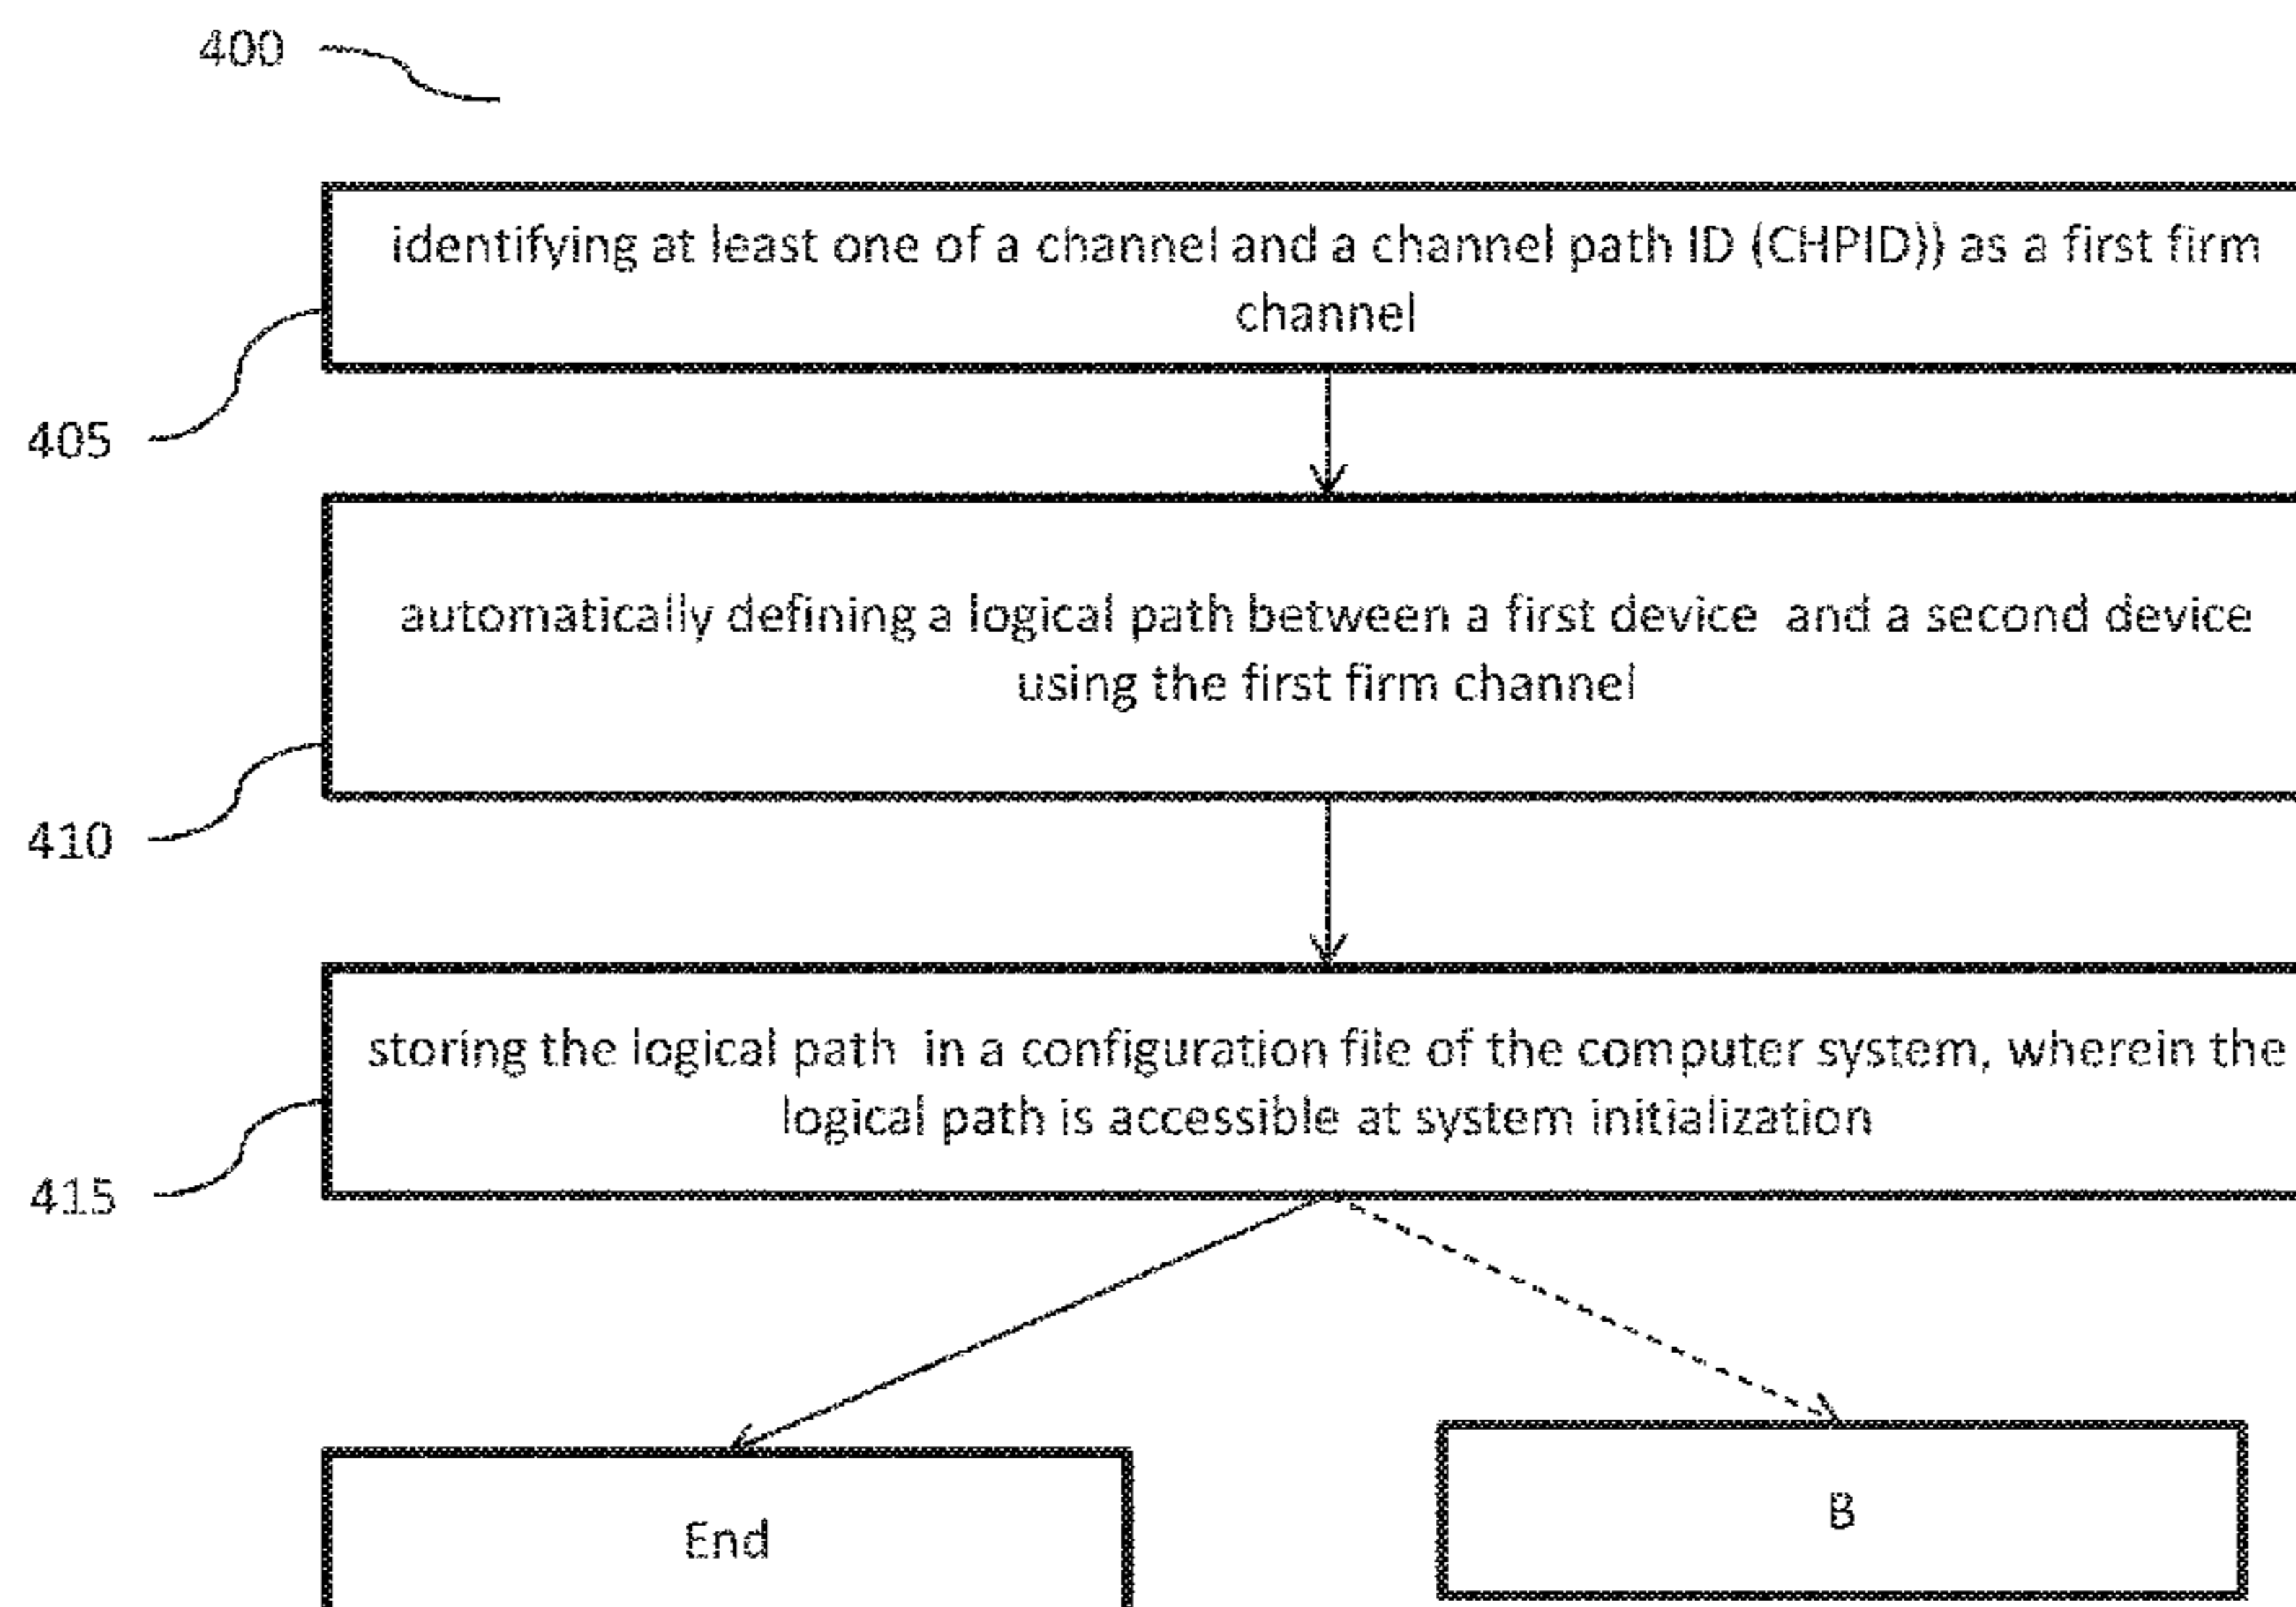 400
identifying at least one of a channel and a channel path ID (CHPID)) as a first firm
channel
405
automatically defining a logical path between a first device and a second device
using the first firm channel
410
storing the logical path in a configuration file of the computer system, wherein the
logical path is accessible at system initialization
415
End
B